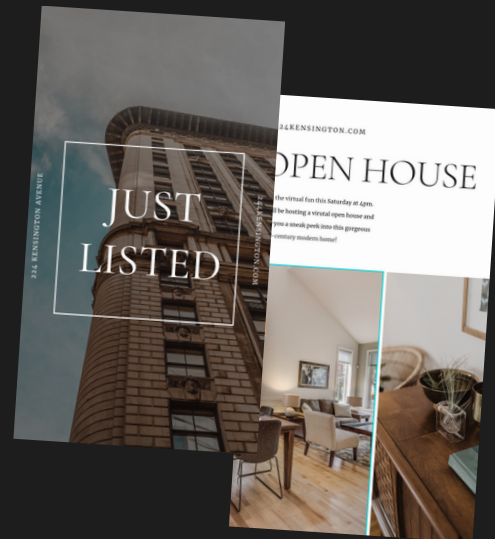 224 KENSINGTON AVENUE
JUST
LISTED
224KENSINGTON.COM
24KENSINGTON.COM
OPEN HOUSE
the virtual fun this Saturday at 4pm.
ll be hosting a virutal open house and
you a sneak peek into this gorgeous
-century modern home!